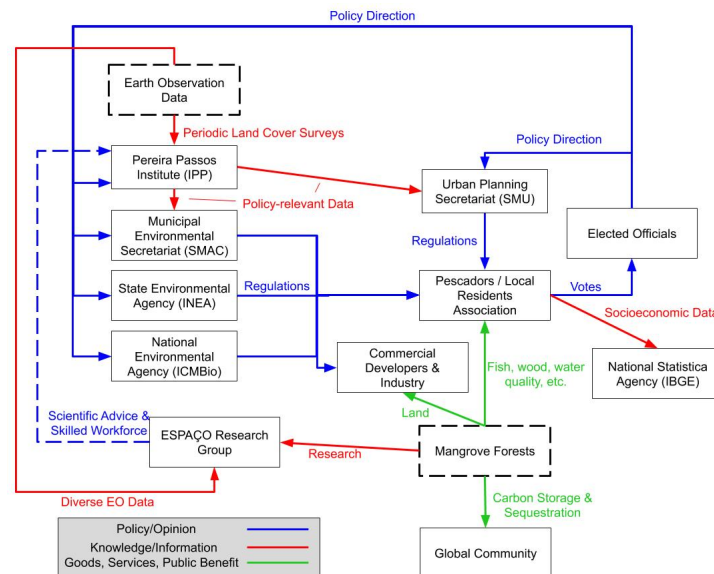 Policy Direction
Earth Observation
Data
Periodic Land Cover Surveys
Policy Direction
Pereira Passos
Institute (IPP)
Urban Planning
Secretariat (SMU)
Policy-relevant Data
Municipal
Environmental
Secretariat (SMAC)
Regulations
Elected Officials
State Environmental
Agency (INEA)
Regulations
Pescadors / Local
Residents
Association
Votes
Socioeconomic Data
National
Environmental
Agency (ICMBio)
Commercial
Developers &
Industry
Fish, wood, water
quality, etc.
National Statistica
Agency (IBGE)
Land
Scientific Advice &
Skilled Workforce
ESPAÇO Research
Group
Research
Mangrove Forests
Diverse EO Data
Carbon Storage &
Sequestration
Policy/Opinion
Knowledge/Information
Goods, Services, Public Benefit
Global Community